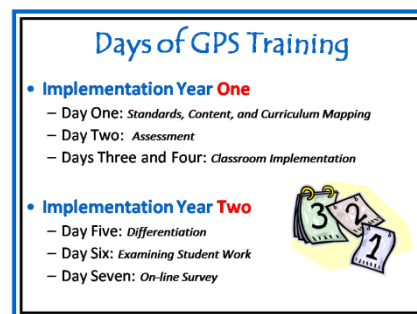 Days of GPS Training
• Implementation Year One
– Day One: Standards, Content, and Curriculum Mapping
– Day Two: Assessment
– Days Three and Four: Classroom Implementation
• Implementation Year Two
– Day Five: Differentiation
– Day Six: Examining Student Work
– Day Seven: On-line Survey
3 2 1